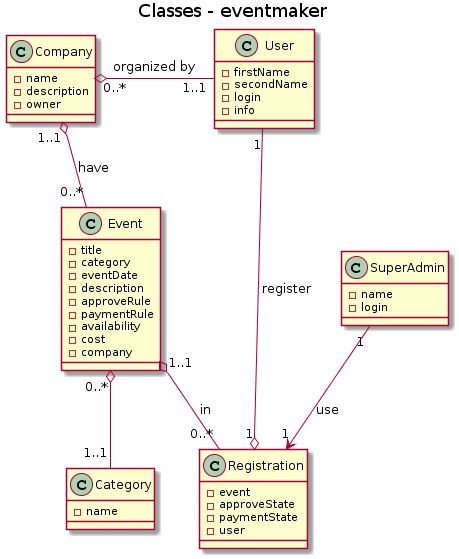 Classes - eventmaker
C Company
name
description
owner
organized by
0..*
1..1
C User
firstName
secondName
login
info
1..1
have
0..*
1
C Event
title
category
eventDate
description
approveRule
paymentRule
availability
cost
company
register
C SuperAdmin
name
login
1
0..*
1..1
in
0..*
1
use
1
1..1
C Category
name
C Registration
event
approveState
paymentState
user